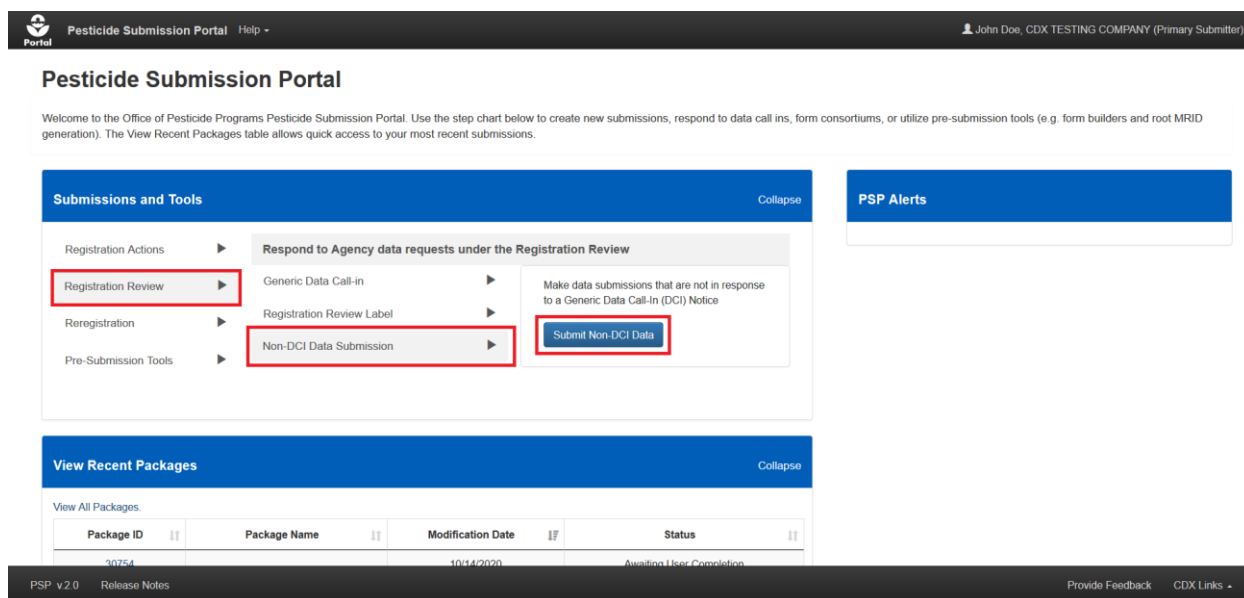 Portal
Pesticide Submission Portal Help
John Doe, CDX TESTING COMPANY (Primary Submitter)
Pesticide Submission Portal
Welcome to the Office of Pesticide Programs Pesticide Submission Portal. Use the step chart below to create new submissions, respond to data call ins, form consortiums, or utilize pre-submission tools (e.g. form builders and root MRID
generation). The View Recent Packages table allows quick access to your most recent submissions.
Submissions and Tools Collapse
Registration Actions
Registration Review
Reregistration
Pre-Submission Tools
Respond to Agency data requests under the Registration Review
Generic Data Call-in
Registration Review Label
Non-DCI Data Submission
Make data submissions that are not in response
to a Generic Data Call-In (DCI) Notice
Submit Non-DCI Data
PSP Alerts
View Recent Packages Collapse
View All Packages.
Package ID Package Name Modification Date Status
30754 10/14/2020 Awaiting User Completion
PSP v.2.0 Release Notes Provide Feedback CDX Links